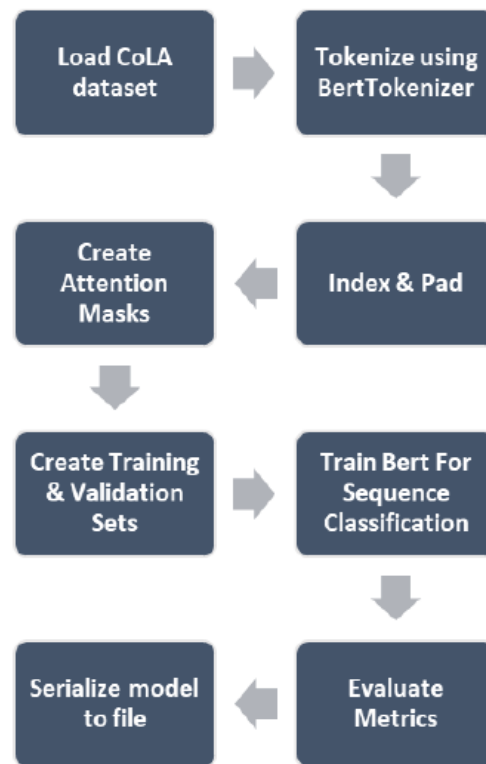 Load CoLA
dataset
Tokenize using
BertTokenizer
Index & Pad
Create
Attention
Masks
Create Training
& Validation
Sets
Train Bert For
Sequence
Classification
Evaluate
Metrics
Serialize model
to file